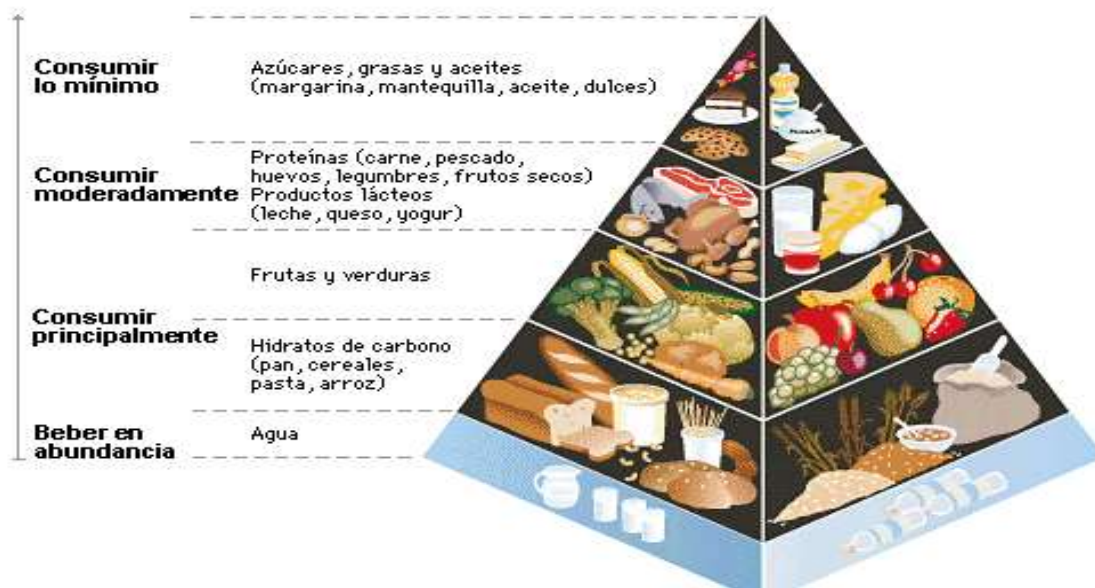 Consumir
lo mínimo
Azúcares, grasas y aceites
(margarina, mantequilla, aceite, dulces)
Consumir
moderadamente
Proteínas (carne, pescado,
huevos, legumbres, frutos secos)
Productos lácteos
(leche, queso, yogur)
Frutas y verduras
Consumir
principalmente
Hidratos de carbono
(pan, cereales,
pasta, arroz)
Beber en
abundancia
Agua